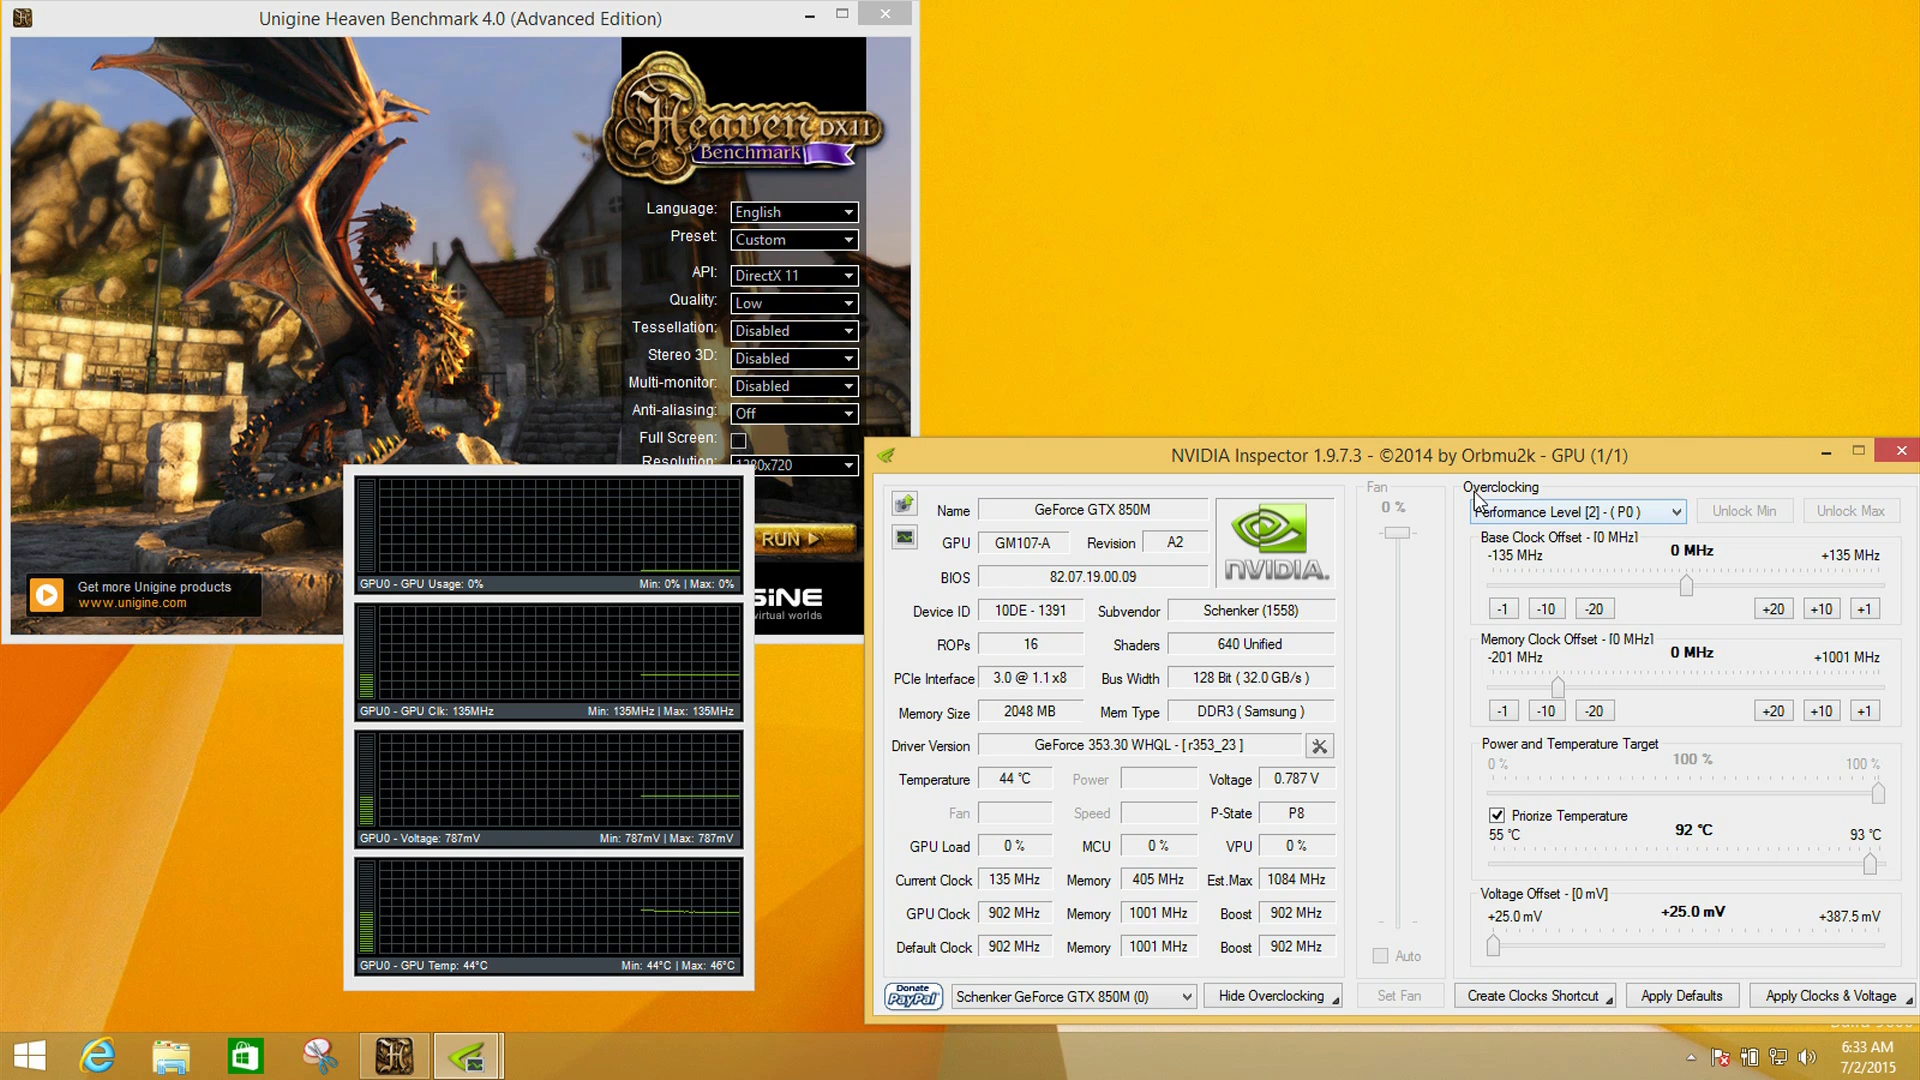 Unigine Heaven Benchmark 4.0 (Advanced Edition)
Heaven DX11
Benchmark
Language: English
Preset: Custom
API: DirectX 11
Quality: Low
Tessellation: Disabled
Stereo 3D: Disabled
Multi-monitor: Disabled
Anti-aliasing: Off
Full Screen:
Resolution: 1280x720
RUN
Get more Unigine products
www.unigine.com
GPU0 - GPU Usage: 0% Min: 0% | Max: 0%
GPU0 - GPU Clk: 135MHz Min: 135MHz | Max: 135MHz
GPU0 - Voltage: 787mV Min: 787mV | Max: 787mV
GPU0 - GPU Temp: 44°C Min: 44°C | Max: 46°C
NVIDIA Inspector 1.9.7.3 - ©2014 by Orbmu2k - GPU (1/1)
Name GeForce GTX 850M
GPU GM107-A Revision A2
BIOS 82.07.19.00.09
NVIDIA.
Device ID 10DE - 1391 Subvendor Schenker (1558)
ROPs 16 Shaders 640 Unified
PCIe Interface 3.0 @ 1.1 x8 Bus Width 128 Bit ( 32.0 GB/s )
Memory Size 2048 MB Mem Type DDR3 ( Samsung )
Driver Version GeForce 353.30 WHQL - [ r353_23 ]
Temperature 44 °C Power Voltage 0.787 V
Fan Speed P-State P8
GPU Load 0 % MCU 0 % VPU 0 %
Current Clock 135 MHz Memory 405 MHz Est.Max 1084 MHz
GPU Clock 902 MHz Memory 1001 MHz Boost 902 MHz
Default Clock 902 MHz Memory 1001 MHz Boost 902 MHz
Donate
PayPal
Schenker GeForce GTX 850M (0)
Hide Overclocking
Fan
0 %
Auto
Set Fan
Overclocking
Performance Level [2] - ( P0 )
Unlock Min
Unlock Max
Base Clock Offset - [0 MHz]
-135 MHz 0 MHz +135 MHz
-1 -10 -20 +20 +10 +1
Memory Clock Offset - [0 MHz]
-201 MHz 0 MHz +1001 MHz
-1 -10 -20 +20 +10 +1
Power and Temperature Target
0 % 100 % 100 %
Priorize Temperature
55 °C 92 °C 93 °C
Voltage Offset - [0 mV]
+25.0 mV +25.0 mV +387.5 mV
Create Clocks Shortcut
Apply Defaults
Apply Clocks & Voltage
6:33 AM
7/2/2015